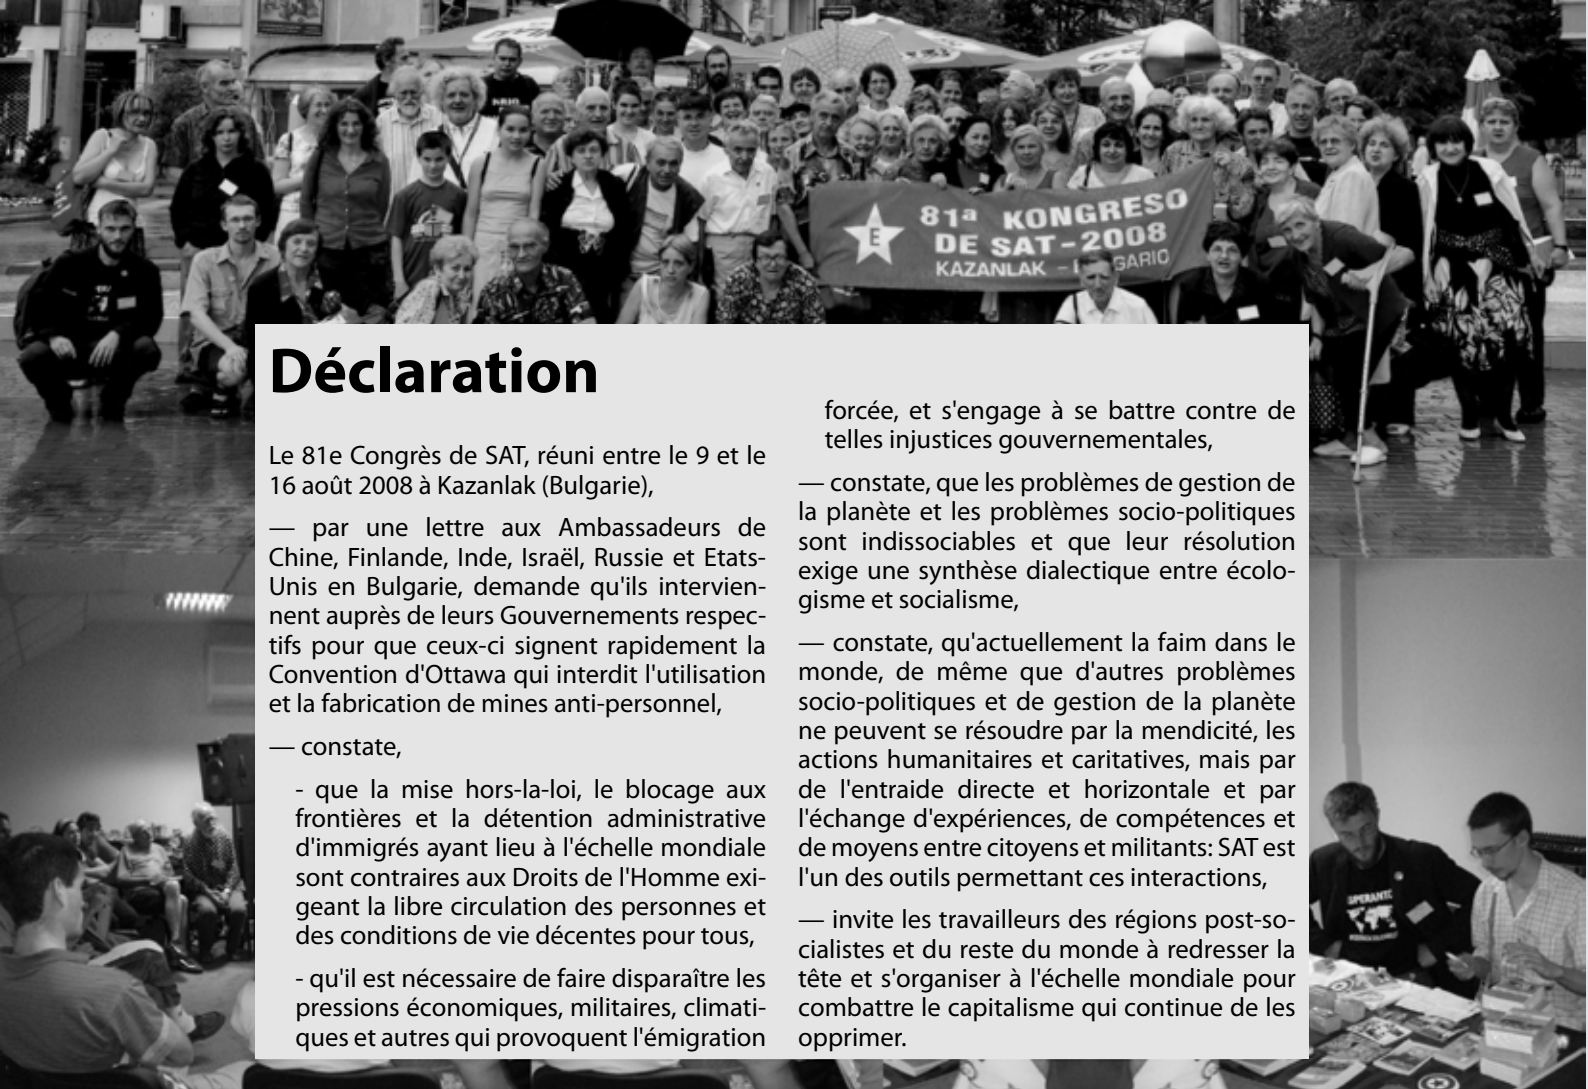 KRIO
81a KONGRESO
DE SAT-2008
KAZANLAK -
GARIO
E
Déclaration
Le 81e Congrès de SAT, réuni entre le 9 et le
16 août 2008 à Kazanlak (Bulgarie),
— par une lettre aux Ambassadeurs de
Chine, Finlande, Inde, Israël, Russie et Etats-
Unis en Bulgarie, demande qu'ils intervien-
nent auprès de leurs Gouvernements respec-
tifs pour que ceux-ci signent rapidement la
Convention d'Ottawa qui interdit l'utilisation
et la fabrication de mines anti-personnel,
— constate,
- que la mise hors-la-loi, le blocage aux
frontières et la détention administrative
d'immigrés ayant lieu à l'échelle mondiale
sont contraires aux Droits de l'Homme exi-
geant la libre circulation des personnes et
des conditions de vie décentes pour tous,
- qu'il est nécessaire de faire disparaître les
pressions économiques, militaires, climati-
ques et autres qui provoquent l'émigration
forcée, et s'engage à se battre contre de
telles injustices gouvernementales,
— constate, que les problèmes de gestion de
la planète et les problèmes socio-politiques
sont indissociables et que leur résolution
exige une synthèse dialectique entre écolo-
gisme et socialisme,
— constate, qu'actuellement la faim dans le
monde, de même que d'autres problèmes
socio-politiques et de gestion de la planète
ne peuvent se résoudre par la mendicité, les
actions humanitaires et caritatives, mais par
de l'entraide directe et horizontale et par
l'échange d'expériences, de compétences et
de moyens entre citoyens et militants: SAT est
l'un des outils permettant ces interactions,
— invite les travailleurs des régions post-so-
cialistes et du reste du monde à redresser la
tête et s'organiser à l'échelle mondiale pour
combattre le capitalisme qui continue de les
opprimer.